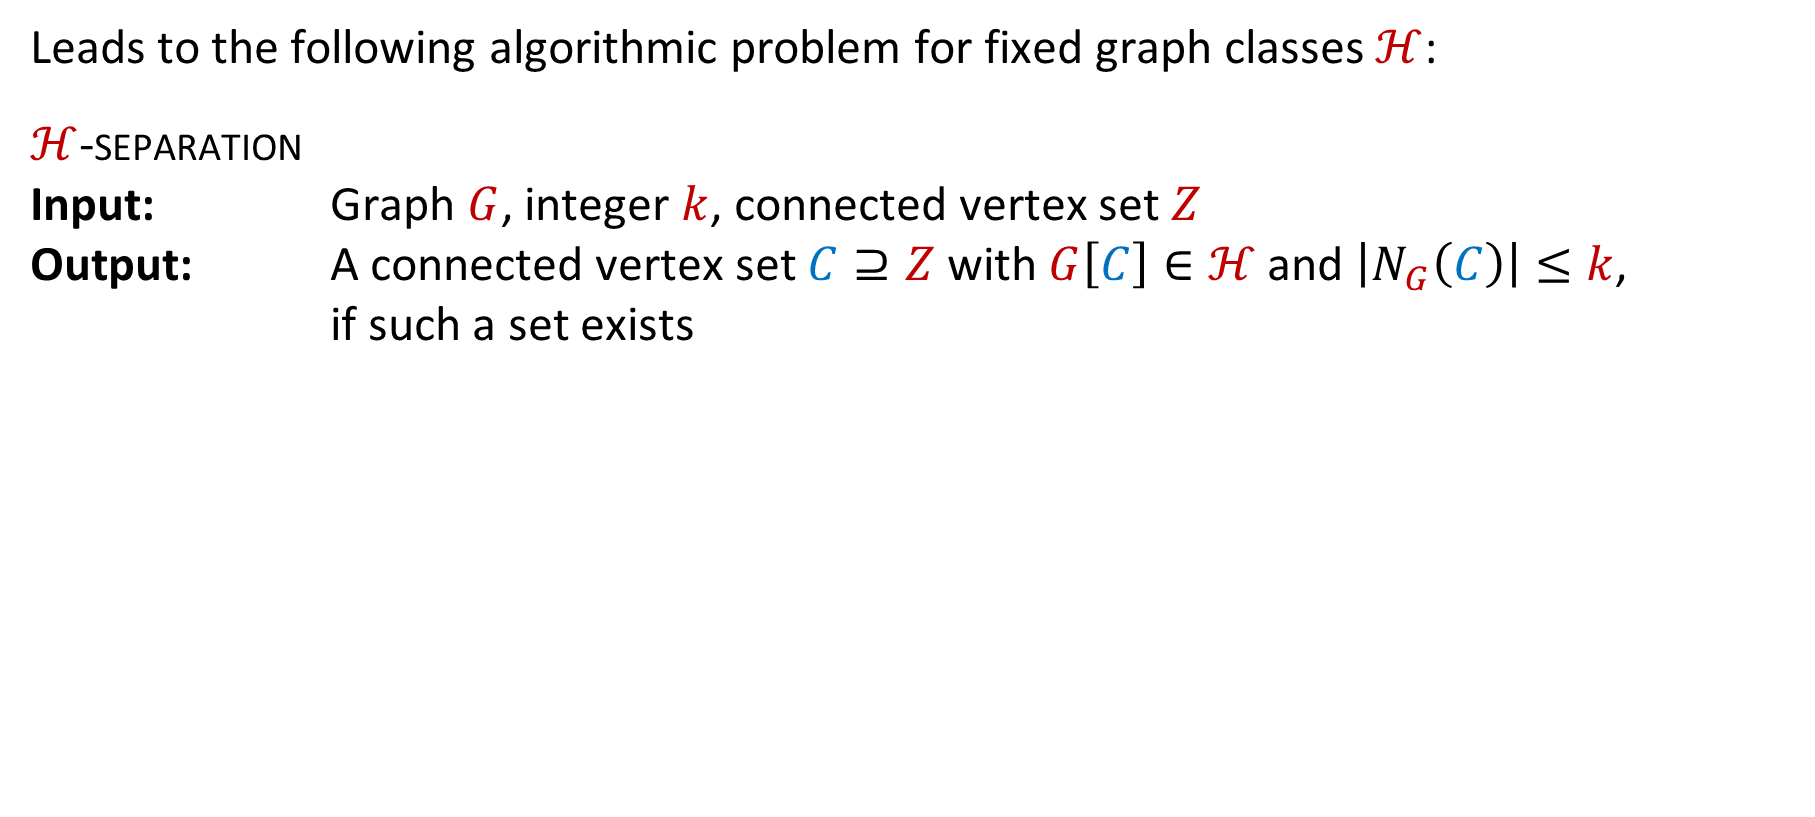 Leads to the following algorithmic problem for fixed graph classes ℋ:
ℋ-SEPARATION
Input: Graph G, integer k, connected vertex set Z
Output: A connected vertex set C ⊇ Z with G[C] ∈ ℋ and |N_G(C)| ≤ k,
if such a set exists